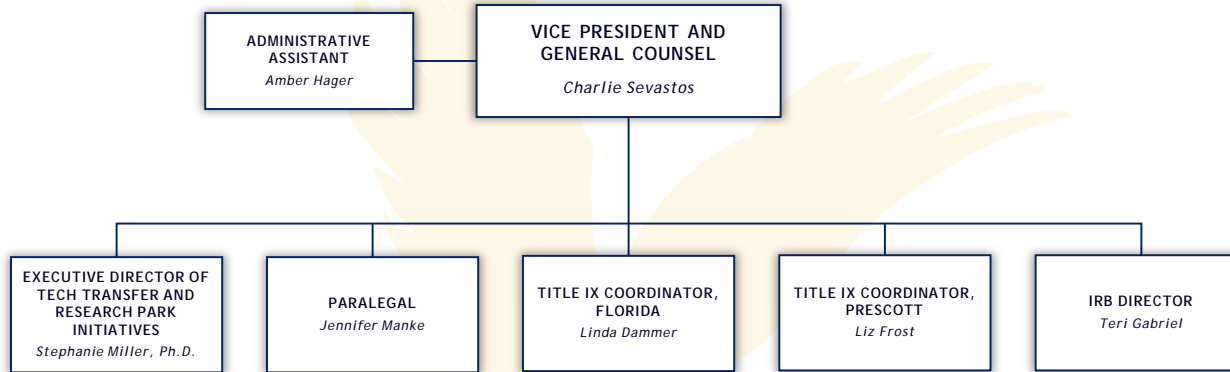 ADMINISTRATIVE
ASSISTANT
Amber Hager
VICE PRESIDENT AND
GENERAL COUNSEL
Charlie Sevastos
EXECUTIVE DIRECTOR OF
TECH TRANSFER AND
RESEARCH PARK
INITIATIVES
Stephanie Miller, Ph.D.
PARALEGAL
Jennifer Manke
TITLE IX COORDINATOR,
FLORIDA
Linda Dammer
TITLE IX COORDINATOR,
PRESCOTT
Liz Frost
IRB DIRECTOR
Teri Gabriel